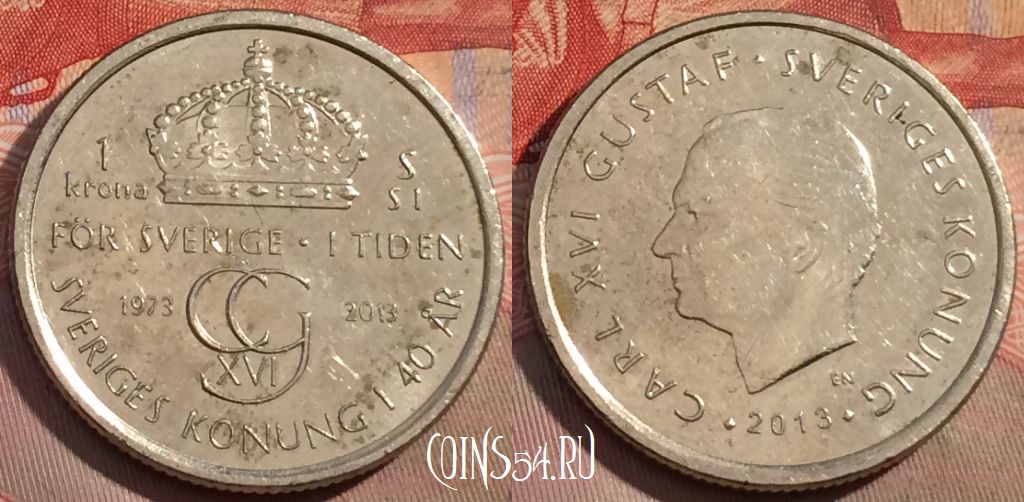 1
krona
S
SI
FÖR SVERIGE · I TIDEN
1973
2013
CG
XVI
SVERIGES KONUNG I 40 ÅR
CARL XVI GUSTAF · SVERIGES KONUNG
EN
· 2013 ·
COINS54.RU